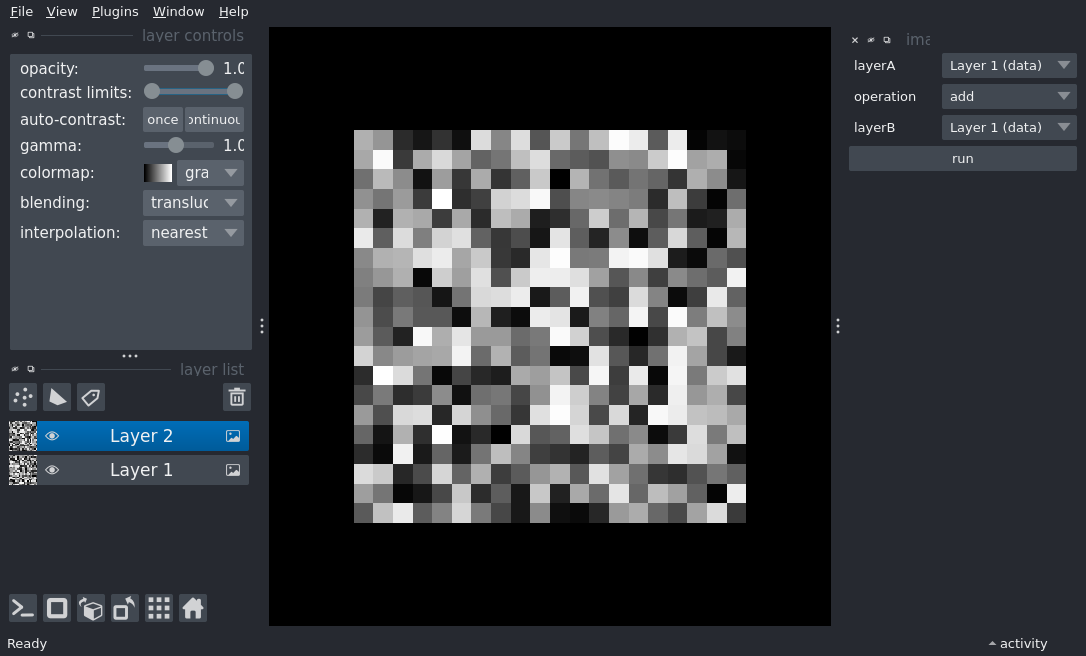 File View Plugins Window Help
layer controls
opacity: 1.0
contrast limits:
auto-contrast: once ontinuou
gamma: 1.0
colormap: gra
blending: transluc
interpolation: nearest
layer list
Layer 2
Layer 1
Ready
ima
layerA Layer 1 (data)
operation add
layerB Layer 1 (data)
run
activity